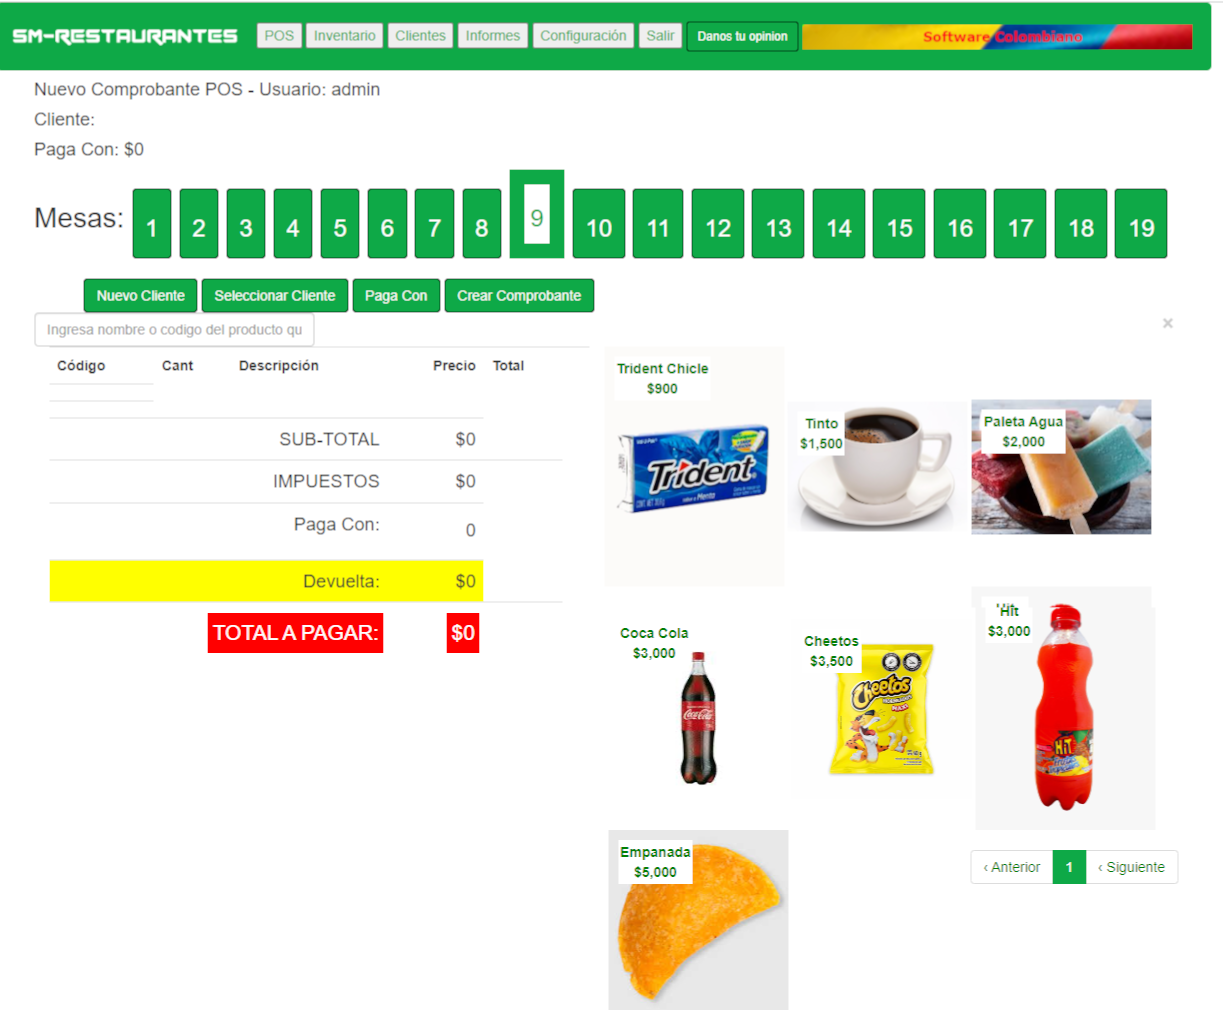 SM-RESTAURANTES POS Inventario Clientes Informes Configuración Salir Danos tu opinion Software Colombiano
Nuevo Comprobante POS - Usuario: admin
Cliente:
Paga Con: $0
Mesas: 1 2 3 4 5 6 7 8 9 10 11 12 13 14 15 16 17 18 19
Nuevo Cliente Seleccionar Cliente Paga Con Crear Comprobante
Ingresa nombre o codigo del producto qu
×
Código Cant Descripción Precio Total
SUB-TOTAL $0
IMPUESTOS $0
Paga Con: 0
Devuelta: $0
TOTAL A PAGAR: $0
Trident Chicle
$900
Trident
Tinto
$1,500
Paleta Agua
$2,000
Coca Cola
$3,000
Coca-Cola
Cheetos
$3,500
Cheetos
Hit
$3,000
HiT
Empanada
$5,000
‹ Anterior 1 ‹ Siguiente